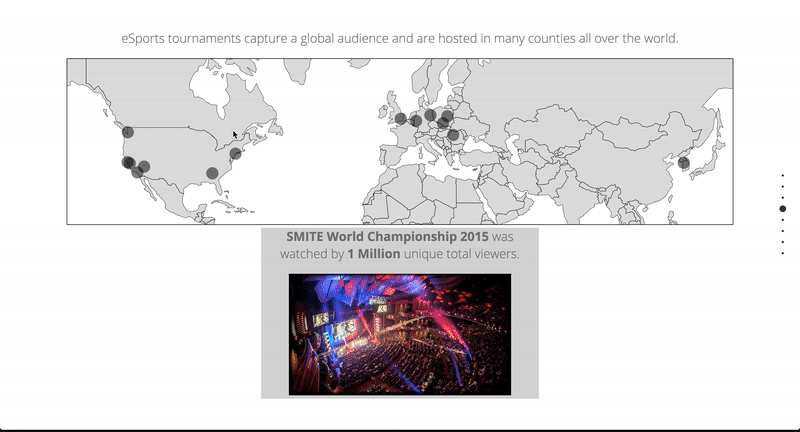 eSports tournaments capture a global audience and are hosted in many counties all over the world.
SMITE World Championship 2015 was
watched by 1 Million unique total viewers.